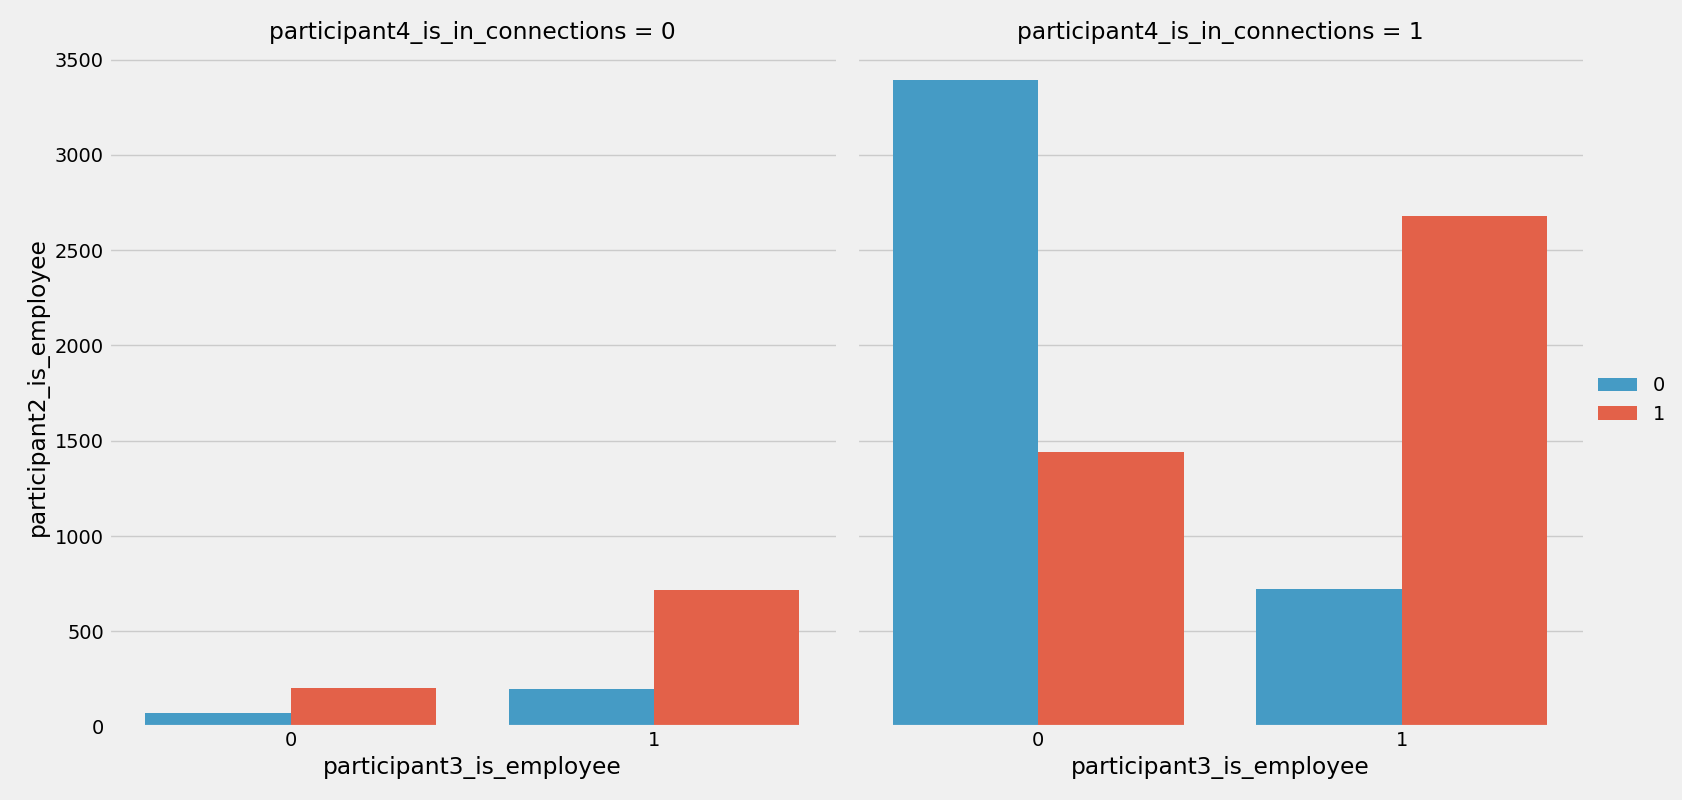 participant4_is_in_connections = 0
participant4_is_in_connections = 1
participant2_is_employee
3500
3000
2500
2000
1500
1000
500
0
0
1
participant3_is_employee
0
1
participant3_is_employee
0
1